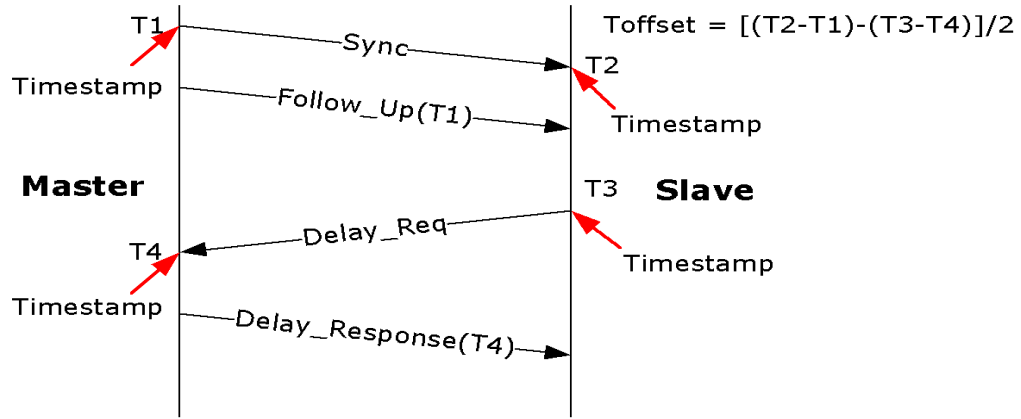 T1
Toffset = [(T2-T1)-(T3-T4)]/2
Sync
T2
Timestamp
Follow_Up(T1)
Timestamp
Master
T3
Slave
Delay_Req
T4
Timestamp
Timestamp
Delay_Response(T4)